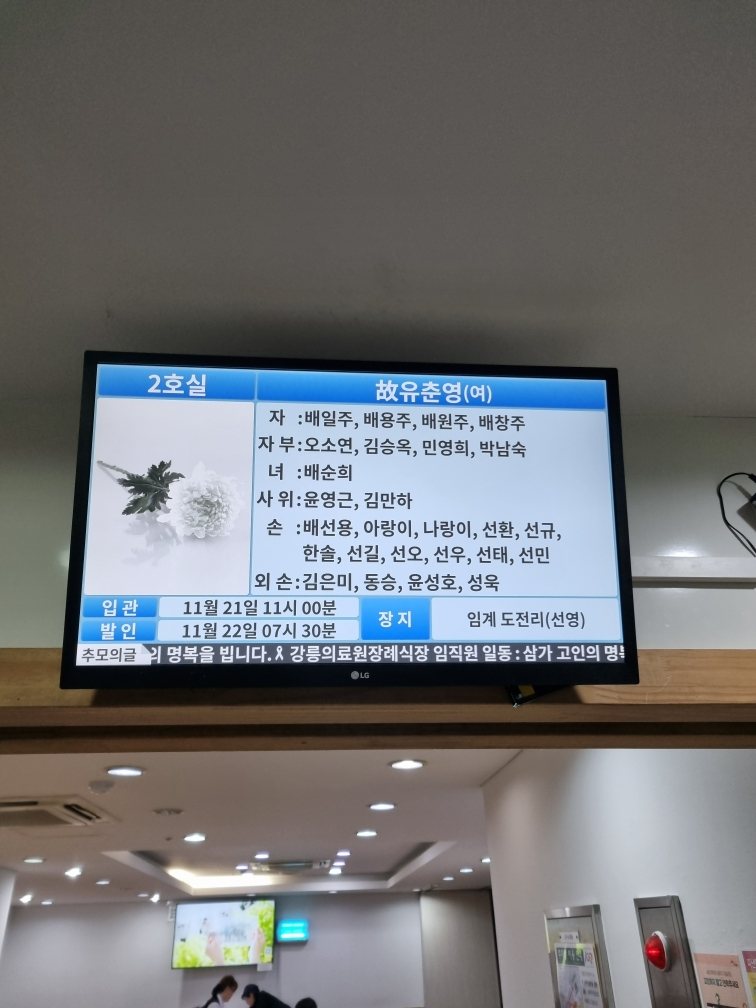 2호실
故유춘영(여)
자 : 배일주, 배용주, 배원주, 배창주
자부 : 오소연, 김승옥, 민영희, 박남숙
녀 : 배순희
사위 : 윤영근, 김만하
손 : 배선용, 아랑이, 나랑이, 선환, 선규,
한솔, 선길, 선오, 선우, 선태, 선민
외손 : 김은미, 동승, 윤성호, 성욱
입관 11월 21일 11시 00분
발인 11월 22일 07시 30분
장지 임계 도전리(선영)
추모의글 의 명복을 빕니다. 강릉의료원장례식장 임직원 일동 : 삼가 고인의 명
LG